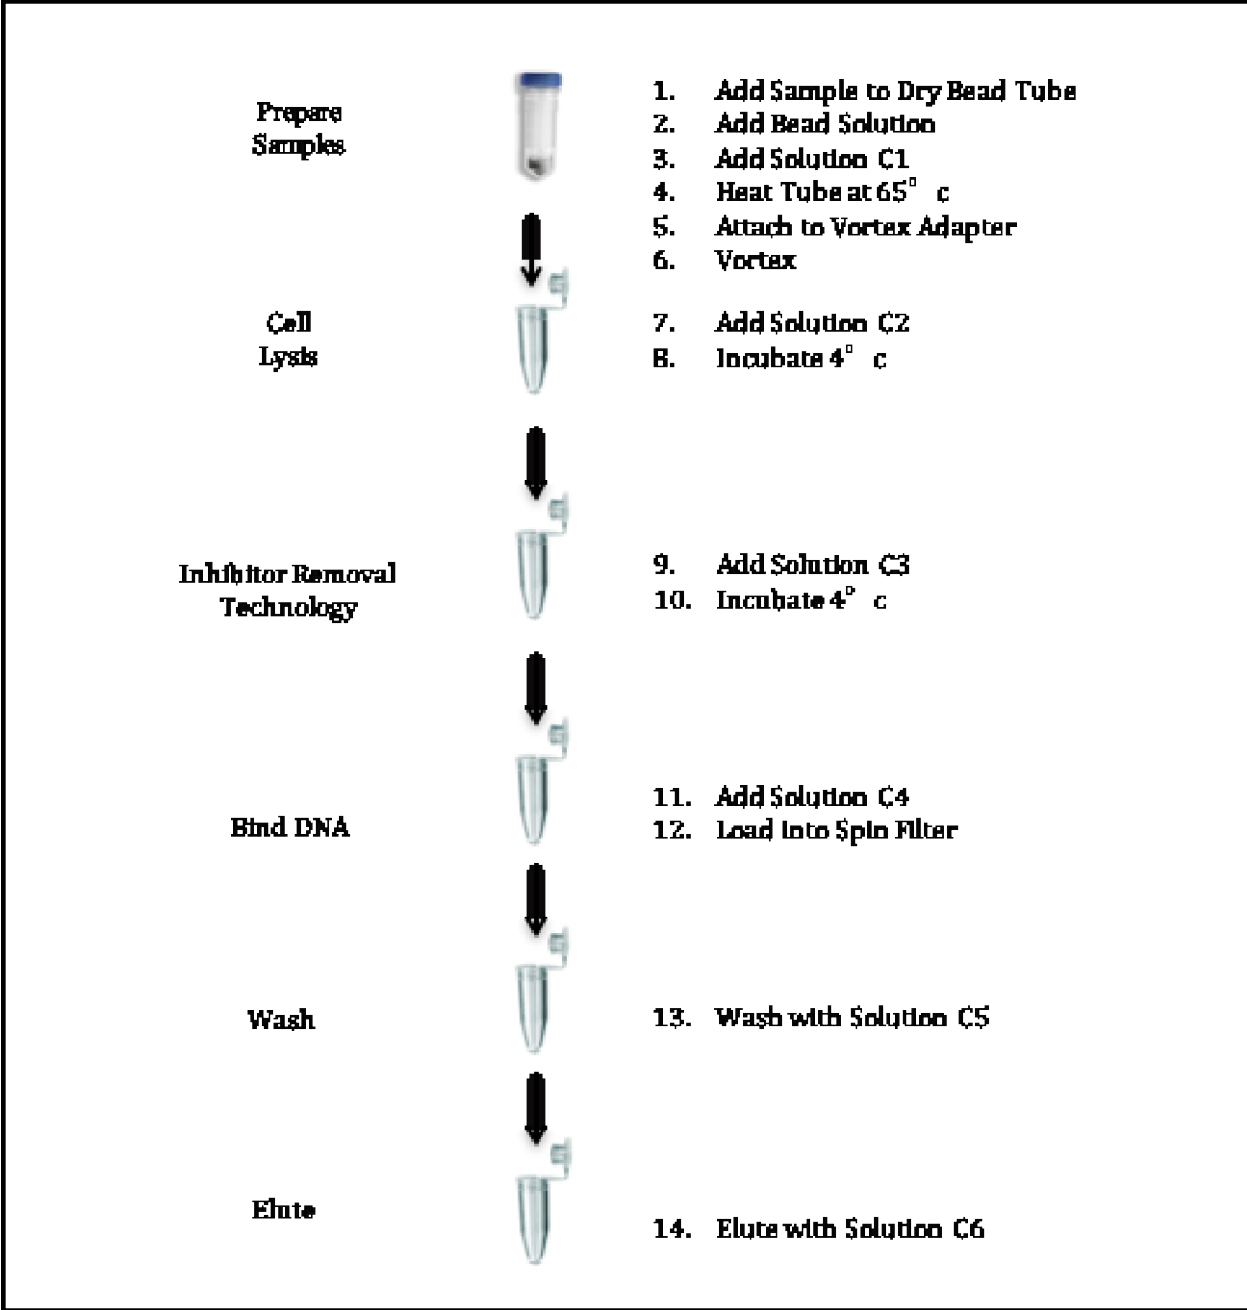 Prepare
Samples
1. Add Sample to Dry Bead Tube
2. Add Bead Solution
3. Add Solution C1
4. Heat Tube at 65° c
5. Attach to Vortex Adapter
6. Vortex
Cell
Lysis
7. Add Solution C2
8. Incubate 4° c
Inhibitor Removal
Technology
9. Add Solution C3
10. Incubate 4° c
Bind DNA
11. Add Solution C4
12. Load into Spin Filter
Wash
13. Wash with Solution C5
Elute
14. Elute with Solution C6